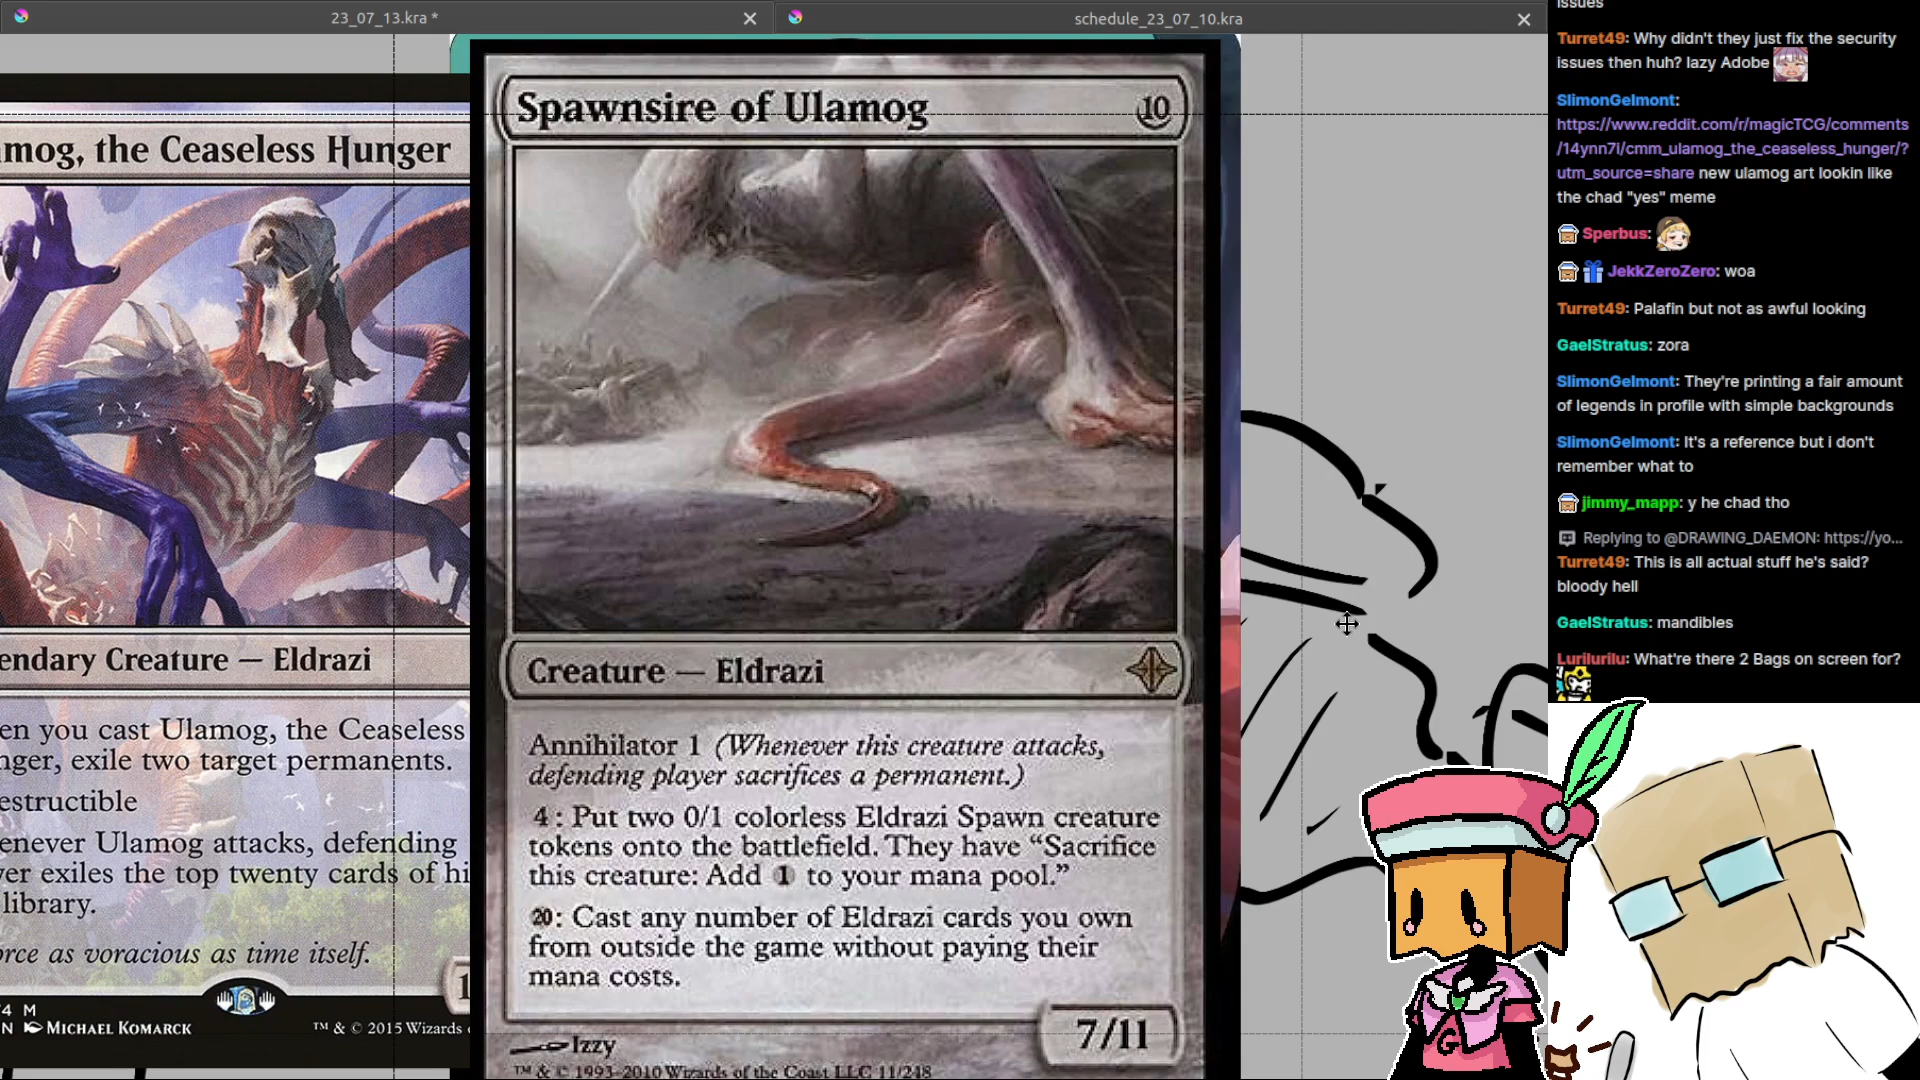 23_07_13.kra *
schedule_23_07_10.kra
mog, the Ceaseless Hunger
endary Creature — Eldrazi
en you cast Ulamog, the Ceaseless
nger, exile two target permanents.
estructible
enever Ulamog attacks, defending
er exiles the top twenty cards of hi
library.
orce as voracious as time itself.
4 M
N MICHAEL KOMARCK
™ & © 2015 Wizards
Spawnsire of Ulamog
10
Creature — Eldrazi
Annihilator 1 (Whenever this creature attacks,
defending player sacrifices a permanent.)
4: Put two 0/1 colorless Eldrazi Spawn creature
tokens onto the battlefield. They have “Sacrifice
this creature: Add 1 to your mana pool.”
20: Cast any number of Eldrazi cards you own
from outside the game without paying their
mana costs.
7/11
Izzy
™ & © 1993–2010 Wizards of the Coast LLC 11/248
issues
Turret49: Why didn't they just fix the security
issues then huh? lazy Adobe
SlimonGelmont:
https://www.reddit.com/r/magicTCG/comments
/14ynn7i/cmm_ulamog_the_ceaseless_hunger/?
utm_source=share new ulamog art lookin like
the chad "yes" meme
Sperbus:
JekkZeroZero: woa
Turret49: Palafin but not as awful looking
GaelStratus: zora
SlimonGelmont: They're printing a fair amount
of legends in profile with simple backgrounds
SlimonGelmont: It's a reference but i don't
remember what to
jimmy_mapp: y he chad tho
Replying to @DRAWING_DAEMON: https://yo...
Turret49: This is all actual stuff he's said?
bloody hell
GaelStratus: mandibles
Lurilurilu: What're there 2 Bags on screen for?
G